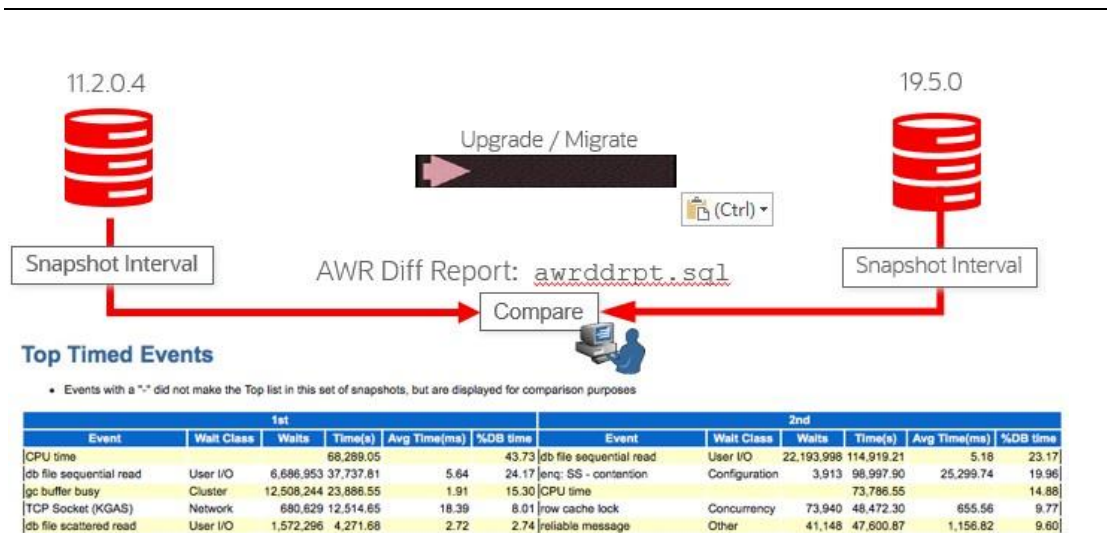 11.2.0.4
19.5.0
Upgrade / Migrate
(Ctrl)
Snapshot Interval
Snapshot Interval
AWR Diff Report: awrddrpt.sql
Compare
Top Timed Events
• Events with a "-" did not make the Top list in this set of snapshots, but are displayed for comparison purposes
1st 2nd
Event Wait Class Waits Time(s) Avg Time(ms) %DB time Event Wait Class Waits Time(s) Avg Time(ms) %DB time
CPU time 68,289.05 43.73 db file sequential read User I/O 22,193,998 114,919.21 5.18 23.17
db file sequential read User I/O 6,686,953 37,737.81 5.64 24.17 enq: SS - contention Configuration 3,913 98,997.90 25,299.74 19.96
gc buffer busy Cluster 12,508,244 23,886.55 1.91 15.30 CPU time 73,786.55 14.88
TCP Socket (KGAS) Network 680,629 12,514.65 18.39 8.01 row cache lock Concurrency 73,940 48,472.30 655.56 9.77
db file scattered read User I/O 1,572,296 4,271.68 2.72 2.74 reliable message Other 41,148 47,600.87 1,156.82 9.60